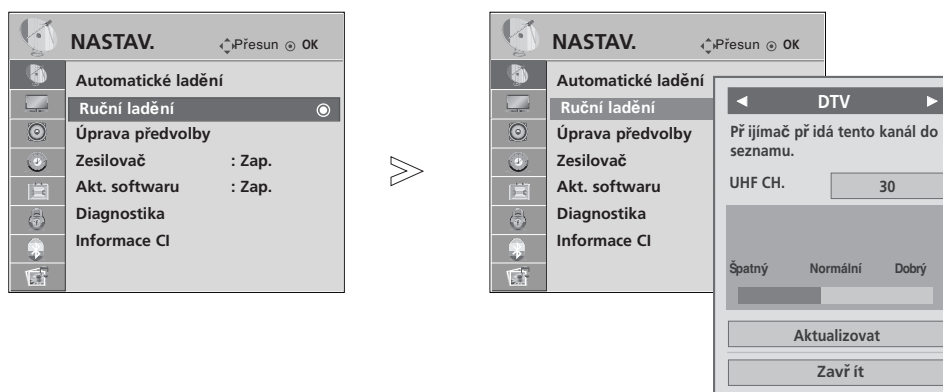 NASTAV. Přesun OK
Automatické ladění
Ruční ladění
Úprava předvolby
Zesilovač : Zap.
Akt. softwaru : Zap.
Diagnostika
Informace CI
NASTAV. Přesun OK
Automatické ladění
Ruční ladění
Úprava předvolby
Zesilovač
Akt. softwaru
Diagnostika
Informace CI
DTV
Př ijímač př idá tento kanál do
seznamu.
UHF CH. 30
Špatný Normální Dobrý
Aktualizovat
Zavř ít